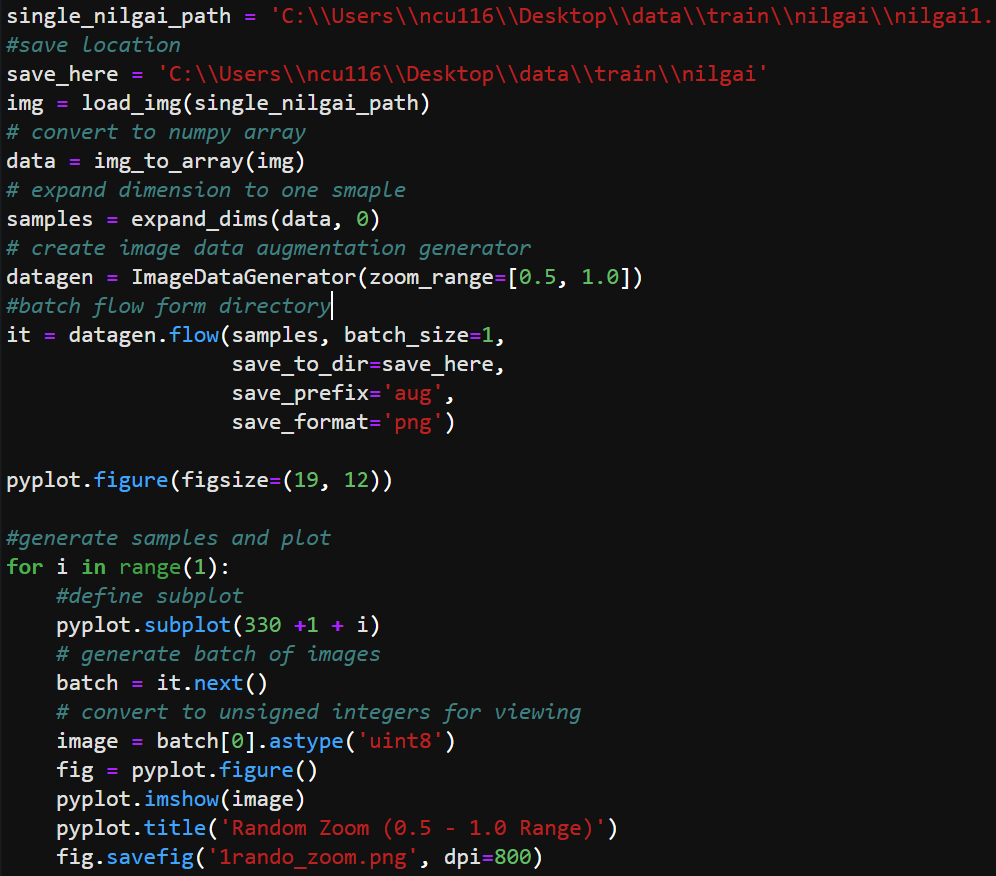 single_nilgai_path = 'C:\\Users\\ncu116\\Desktop\\data\\train\\nilgai\\nilgai1.
#save location
save_here = 'C:\\Users\\ncu116\\Desktop\\data\\train\\nilgai'
img = load_img(single_nilgai_path)
# convert to numpy array
data = img_to_array(img)
# expand dimension to one smaple
samples = expand_dims(data, 0)
# create image data augmentation generator
datagen = ImageDataGenerator(zoom_range=[0.5, 1.0])
#batch flow form directory
it = datagen.flow(samples, batch_size=1,
                  save_to_dir=save_here,
                  save_prefix='aug',
                  save_format='png')

pyplot.figure(figsize=(19, 12))

#generate samples and plot
for i in range(1):
    #define subplot
    pyplot.subplot(330 +1 + i)
    # generate batch of images
    batch = it.next()
    # convert to unsigned integers for viewing
    image = batch[0].astype('uint8')
    fig = pyplot.figure()
    pyplot.imshow(image)
    pyplot.title('Random Zoom (0.5 - 1.0 Range)')
    fig.savefig('1rando_zoom.png', dpi=800)